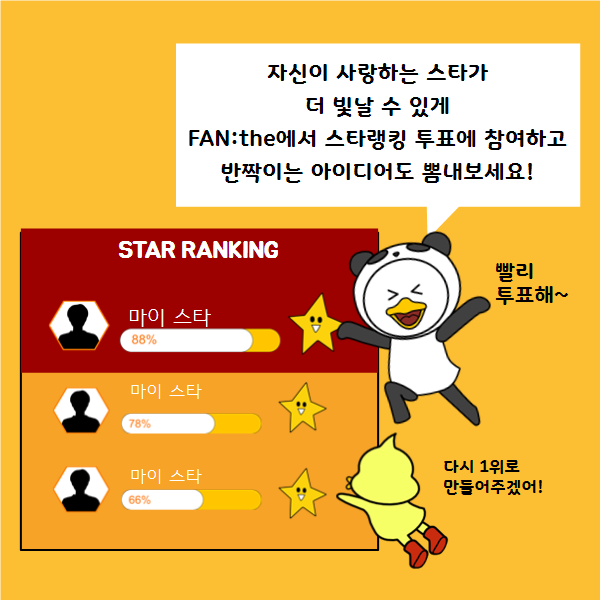 자신이 사랑하는 스타가
더 빛날 수 있게
FAN:the에서 스타랭킹 투표에 참여하고
반짝이는 아이디어도 뽐내보세요!
STAR RANKING
빨리
투표해~
마이 스타
88%
마이 스타
78%
마이 스타
66%
다시 1위로
만들어주겠어!